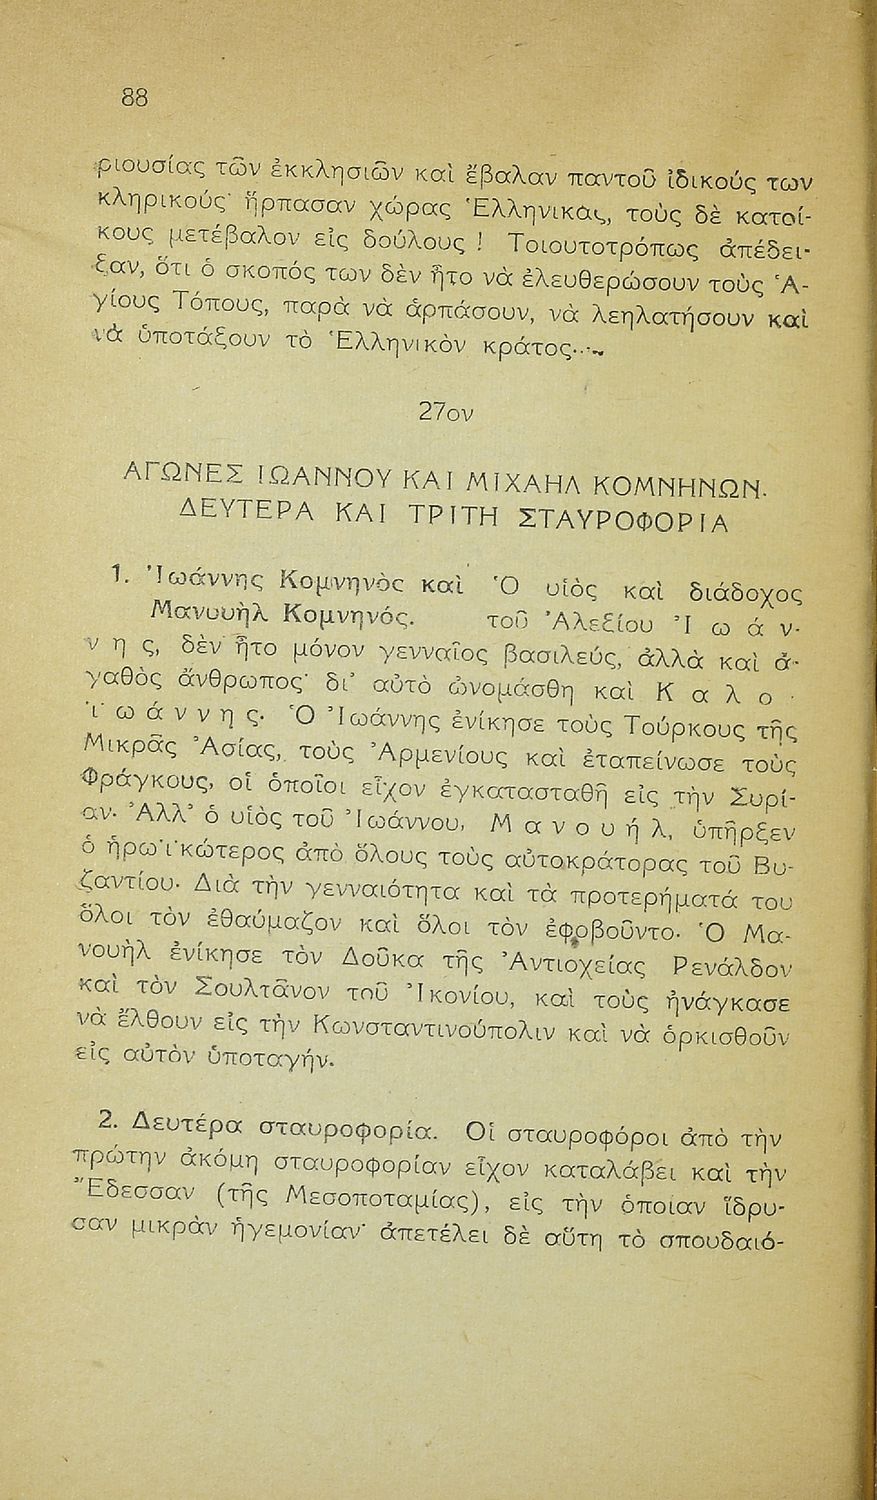 88
ριουσίας τῶν ἐκκλησιῶν καὶ ἔβαλαν παντοῦ ἰδικούς των
κληρικούς· ἥρπασαν χώρας Ἑλληνικάς, τοὺς δὲ κατοί-
κους μετέβαλον εἰς δούλους ! Τοιουτοτρόπως ἀπέδει-
ξαν, ὅτι ὁ σκοπός των δὲν ἦτο νὰ ἐλευθερώσουν τοὺς Ἁ-
γίους Τόπους, παρὰ νὰ ἁρπάσουν, νὰ λεηλατήσουν καὶ
νὰ ὑποτάξουν τὸ Ἑλληνικὸν κράτος.
27ον
ΑΓΩΝΕΣ ΙΩΑΝΝΟΥ ΚΑΙ ΜΙΧΑΗΛ ΚΟΜΝΗΝΩΝ.
ΔΕΥΤΕΡΑ ΚΑΙ ΤΡΙΤΗ ΣΤΑΥΡΟΦΟΡΙΑ
1. Ἰωάννης Κομνηνὸς καὶ Ὁ υἱὸς καὶ διάδοχος
Μανουὴλ Κομνηνός. τοῦ Ἀλεξίου Ἰ ω ά ν-
ν η ς, δὲν ἦτο μόνον γενναῖος βασιλεύς, ἀλλὰ καὶ ἀ-
γαθὸς ἄνθρωπος· δι' αὐτὸ ὠνομάσθη καὶ Κ α λ ο -
ϊ ω ά ν ν η ς. Ὁ Ἰωάννης ἐνίκησε τοὺς Τούρκους τῆς
Μικρᾶς Ἀσίας, τοὺς Ἀρμενίους καὶ ἐταπείνωσε τοὺς
Φράγκους, οἱ ὁποῖοι εἶχον ἐγκατασταθῆ εἰς τὴν Συρί-
αν. Ἀλλ' ὁ υἱὸς τοῦ Ἰωάννου, Μ α ν ο υ ή λ, ὑπῆρξεν
ὁ ἡρωϊκώτερος ἀπὸ ὅλους τοὺς αὐτοκράτορας τοῦ Βυ-
ζαντίου. Διὰ τὴν γενναιότητα καὶ τὰ προτερήματά του
ὅλοι τὸν ἐθαύμαζον καὶ ὅλοι τὸν ἐφοβοῦντο. Ὁ Μα-
νουὴλ ἐνίκησε τὸν Δοῦκα τῆς Ἀντιοχείας Ρενάλδον
καὶ τὸν Σουλτᾶνον τοῦ Ἰκονίου, καὶ τοὺς ἠνάγκασε
νὰ ἔλθουν εἰς τὴν Κωνσταντινούπολιν καὶ νὰ ὁρκισθοῦν
εἰς αὐτὸν ὑποταγήν.
2. Δευτέρα σταυροφορία. Οἱ σταυροφόροι ἀπὸ τὴν
πρώτην ἀκόμη σταυροφορίαν εἶχον καταλάβει καὶ τὴν
Ἔδεσσαν (τῆς Μεσοποταμίας), εἰς τὴν ὁποίαν ἵδρυ-
σαν μικρὰν ἡγεμονίαν· ἀπετέλει δὲ αὕτη τὸ σπουδαιό-